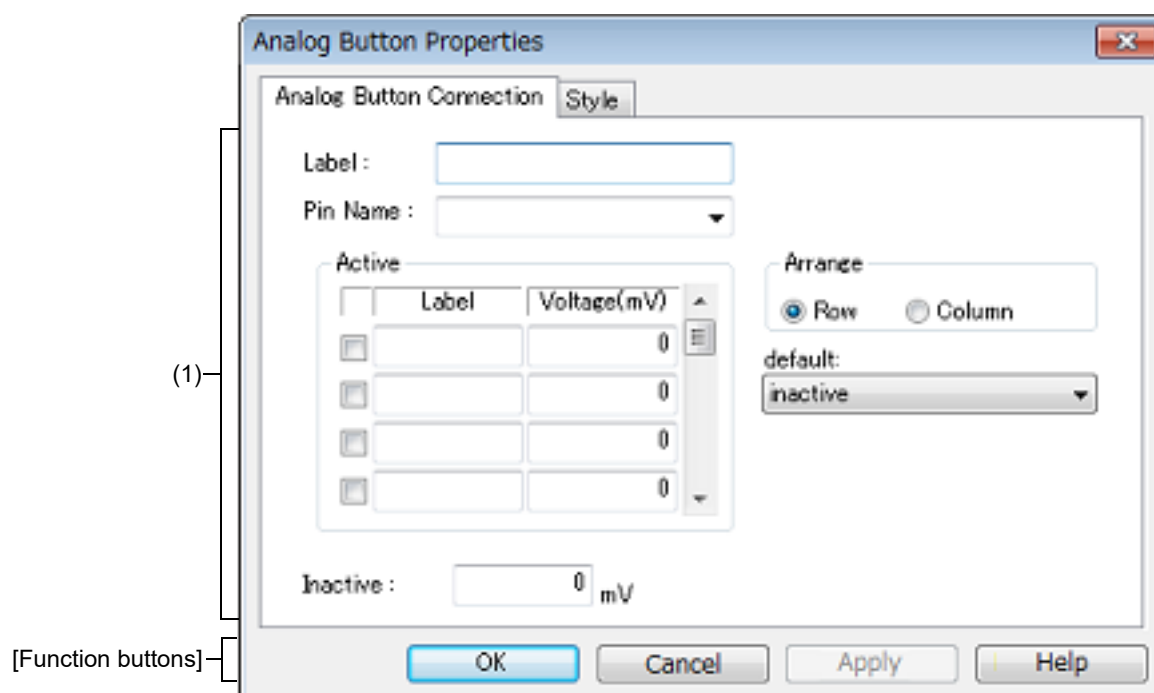 Analog Button Properties
Analog Button Connection Style
Label :
Pin Name :
Active
Arrange
Label Voltage(mV)
Row Column
0
default:
(1)
inactive
0
0
0
Inactive : 0 mV
[Function buttons]
OK Cancel Apply Help